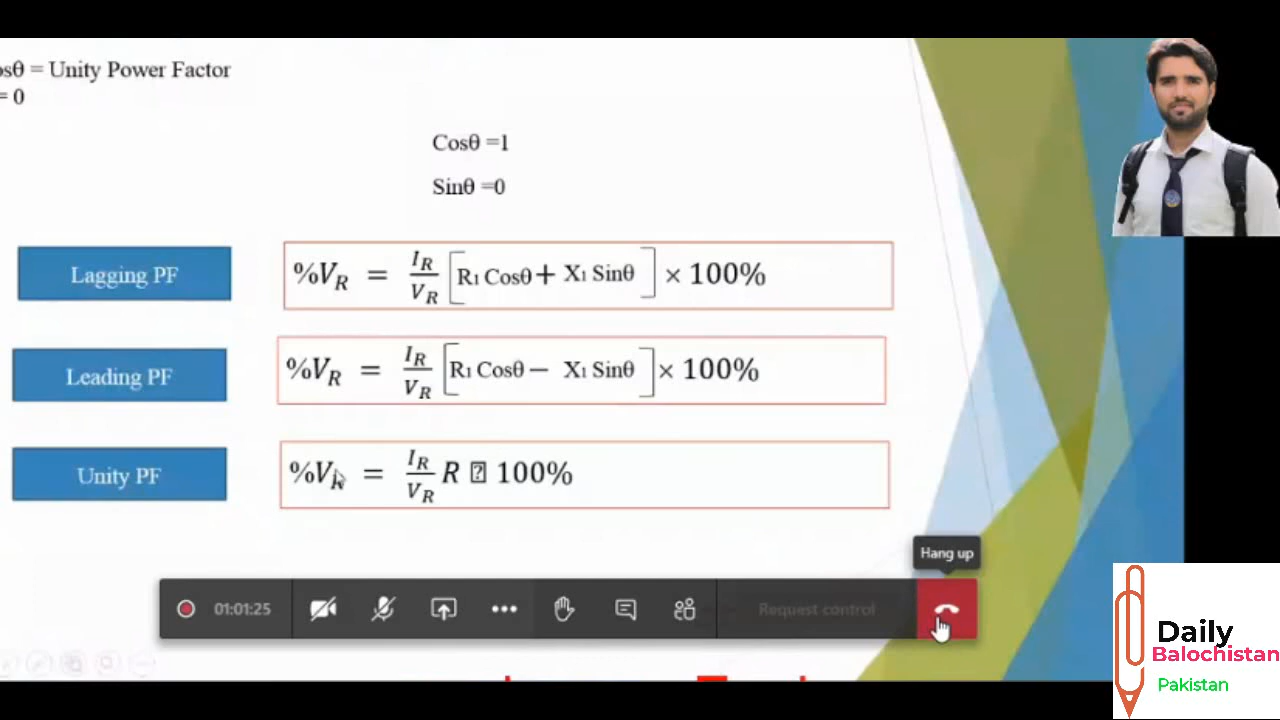 osθ = Unity Power Factor
= 0
Cosθ =1
Sinθ =0
Lagging PF
%V_R = I_R/V_R [R₁ Cosθ + X₁ Sinθ] × 100%
Leading PF
%V_R = I_R/V_R [R₁ Cosθ − X₁ Sinθ] × 100%
Unity PF
%V_R = I_R/V_R R ⍰ 100%
Hang up
01:01:25
Request control
Daily
Balochistan
Pakistan